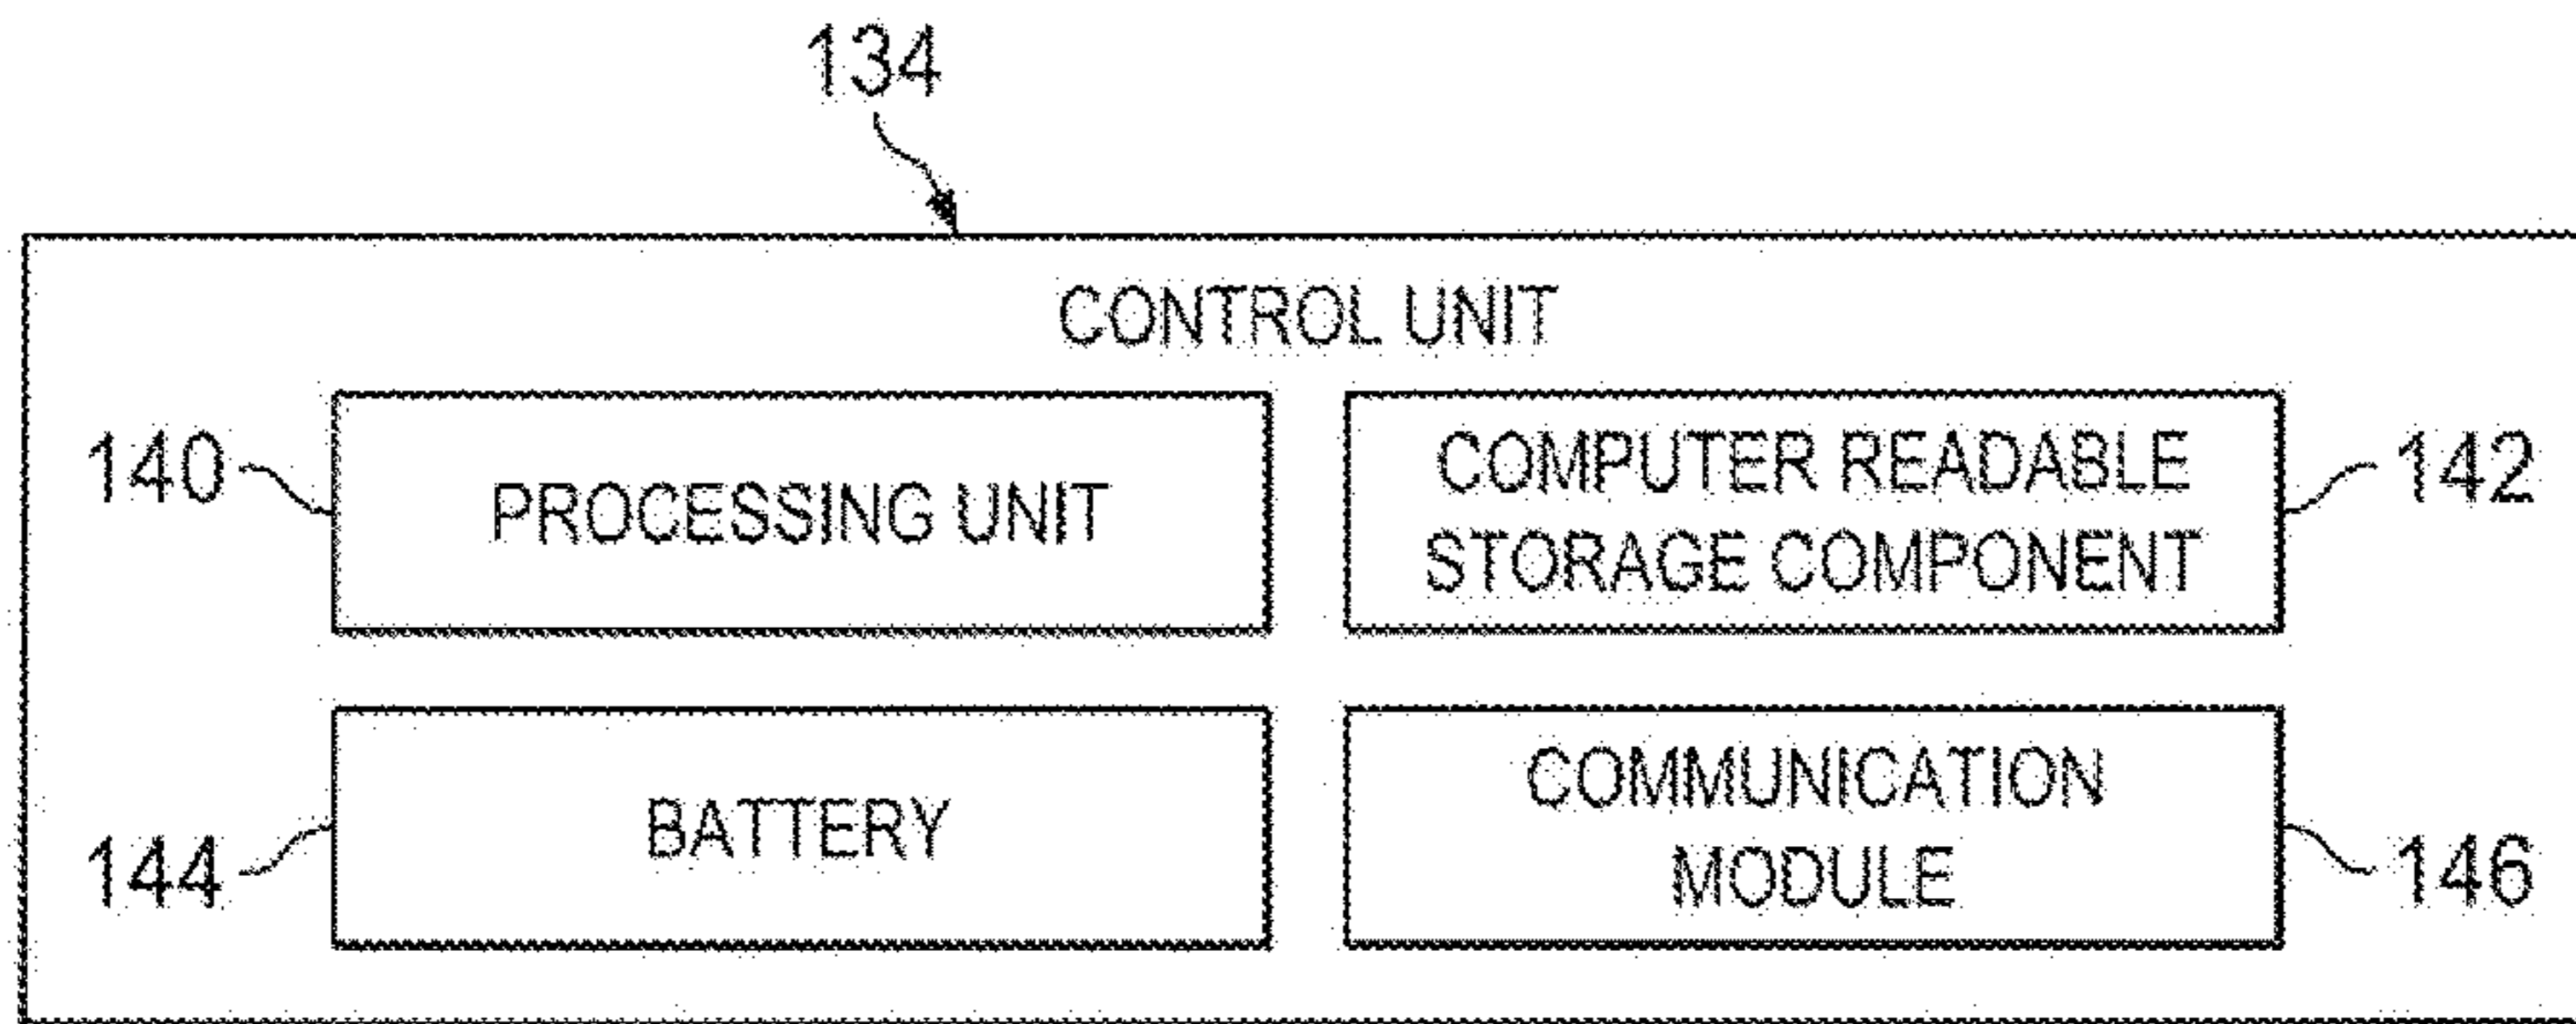 134
CONTROL UNIT
140
PROCESSING UNIT
COMPUTER READABLE
STORAGE COMPONENT
142
144
BATTERY
COMMUNICATION
MODULE
146